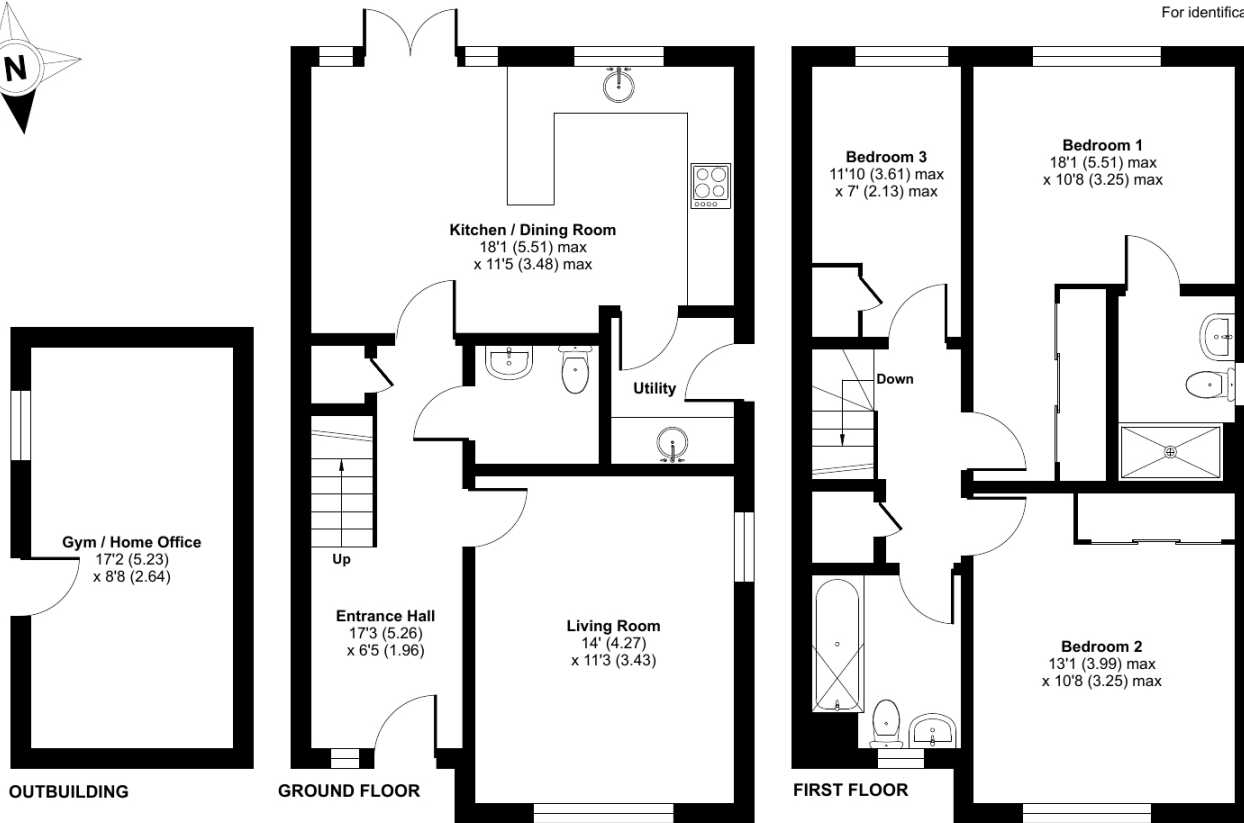 For identifica
N
Kitchen / Dining Room
18'1 (5.51) max
x 11'5 (3.48) max
Utility
Up
Entrance Hall
17'3 (5.26)
x 6'5 (1.96)
Living Room
14' (4.27)
x 11'3 (3.43)
Gym / Home Office
17'2 (5.23)
x 8'8 (2.64)
Bedroom 3
11'10 (3.61) max
x 7' (2.13) max
Bedroom 1
18'1 (5.51) max
x 10'8 (3.25) max
Down
Bedroom 2
13'1 (3.99) max
x 10'8 (3.25) max
OUTBUILDING
GROUND FLOOR
FIRST FLOOR